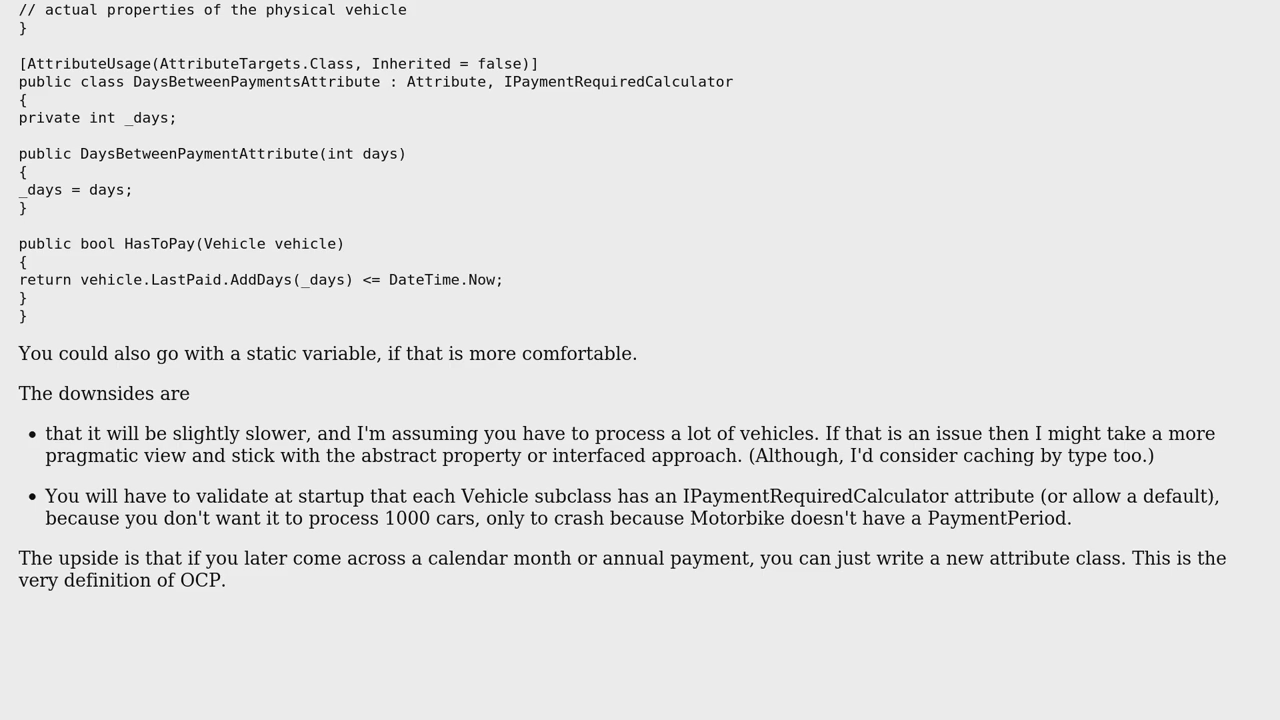 // actual properties of the physical vehicle
}
[AttributeUsage(AttributeTargets.Class, Inherited = false)]
public class DaysBetweenPaymentsAttribute : Attribute, IPaymentRequiredCalculator
{
private int _days;
public DaysBetweenPaymentAttribute(int days)
{
_days = days;
}
public bool HasToPay(Vehicle vehicle)
{
return vehicle.LastPaid.AddDays(_days) <= DateTime.Now;
}
}
You could also go with a static variable, if that is more comfortable.
The downsides are
• that it will be slightly slower, and I'm assuming you have to process a lot of vehicles. If that is an issue then I might take a more
pragmatic view and stick with the abstract property or interfaced approach. (Although, I'd consider caching by type too.)
• You will have to validate at startup that each Vehicle subclass has an IPaymentRequiredCalculator attribute (or allow a default),
because you don't want it to process 1000 cars, only to crash because Motorbike doesn't have a PaymentPeriod.
The upside is that if you later come across a calendar month or annual payment, you can just write a new attribute class. This is the
very definition of OCP.